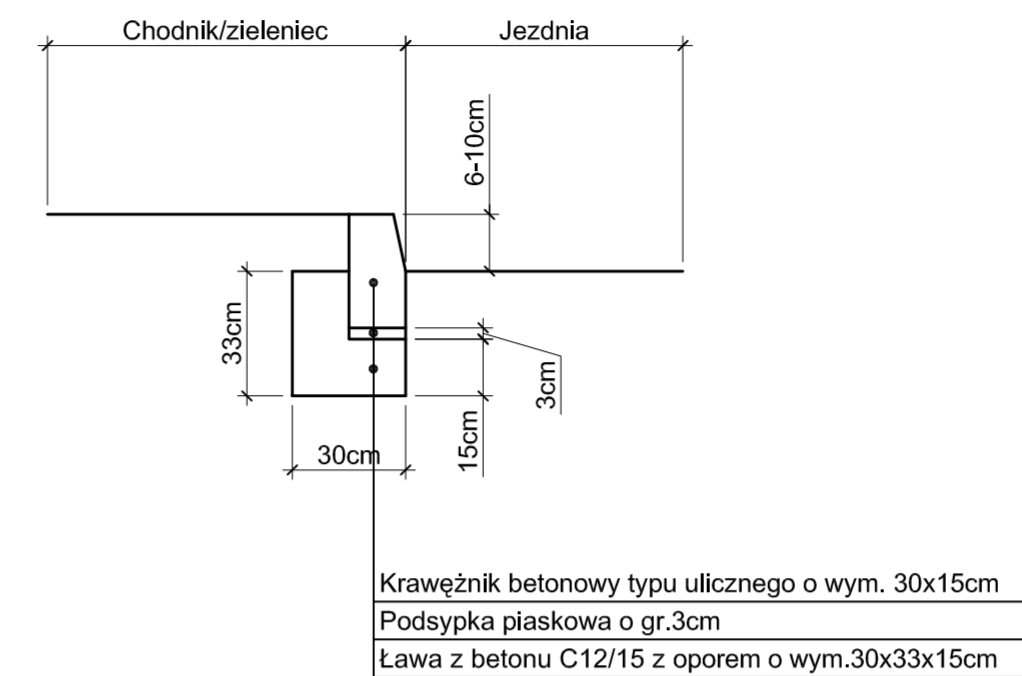 Chodnik/zieleniec
Jezdnia
6-10cm
33cm
3cm
15cm
30cm
Krawężnik betonowy typu ulicznego o wym. 30x15cm
Podsypka piaskowa o gr.3cm
Ława z betonu C12/15 z oporem o wym.30x33x15cm